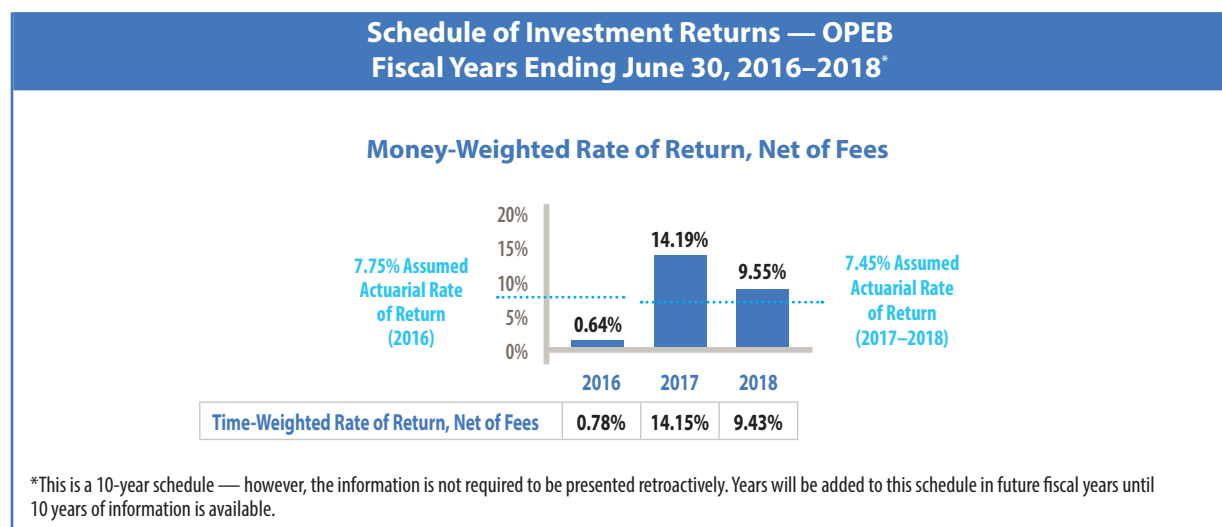 Schedule of Investment Returns — OPEB
Fiscal Years Ending June 30, 2016–2018*
Money-Weighted Rate of Return, Net of Fees
20%
15%
10%
5%
0%
7.75% Assumed
Actuarial Rate
of Return
(2016)
0.64%
14.19%
9.55%
7.45% Assumed
Actuarial Rate
of Return
(2017–2018)
2016 2017 2018
Time-Weighted Rate of Return, Net of Fees 0.78% 14.15% 9.43%
*This is a 10-year schedule — however, the information is not required to be presented retroactively. Years will be added to this schedule in future fiscal years until
10 years of information is available.